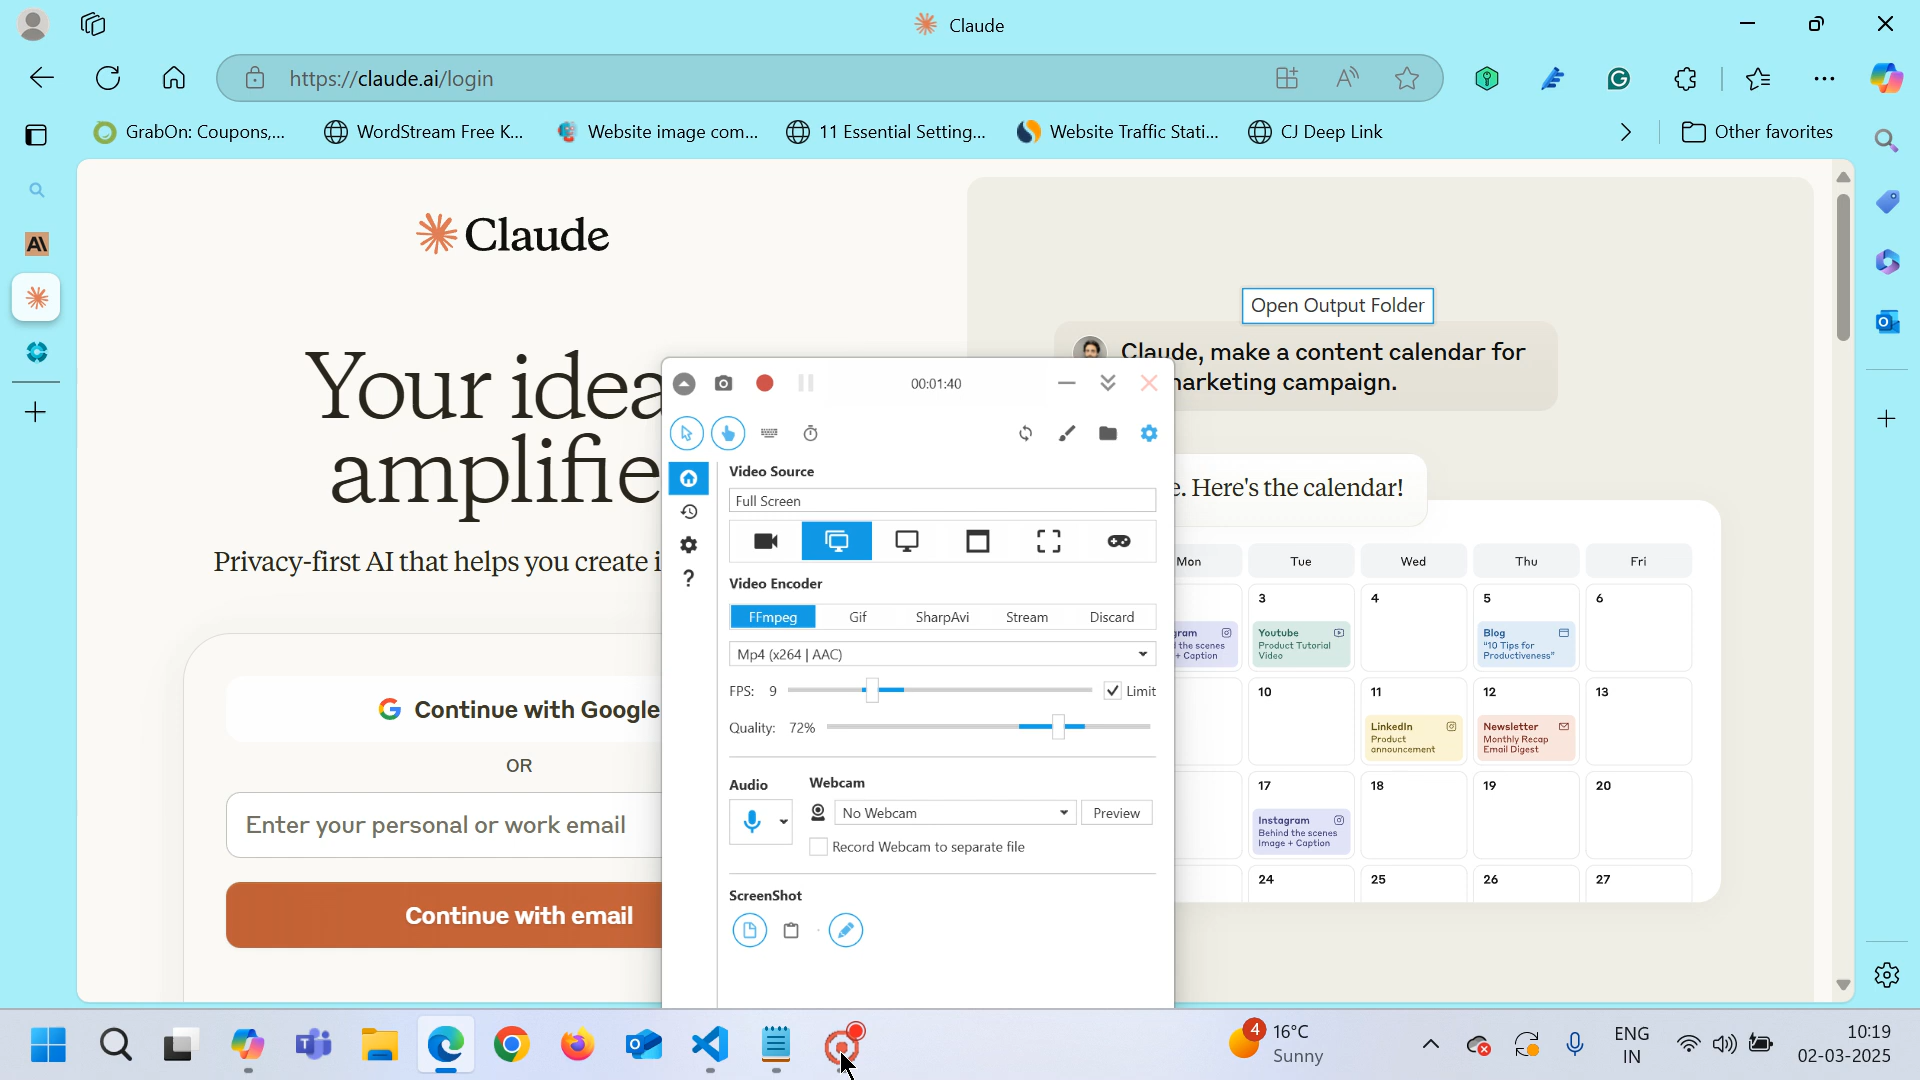 Claude
https://claude.ai/login
GrabOn: Coupons,...
WordStream Free K...
Website image com...
11 Essential Setting...
Website Traffic Stati...
CJ Deep Link
Other favorites
Claude
Your idea
amplifie
Privacy-first AI that helps you create i
Continue with Google
OR
Enter your personal or work email
Continue with email
Open Output Folder
Claude, make a content calendar for
marketing campaign.
e. Here's the calendar!
Mon Tue Wed Thu Fri
3 4 5 6
gram
the scenes
+ Caption
Youtube
Product Tutorial
Video
Blog
"10 Tips for
Productiveness"
10 11 12 13
LinkedIn
Product
announcement
Newsletter
Monthly Recap
Email Digest
17 18 19 20
Instagram
Behind the scenes
Image + Caption
24 25 26 27
00:01:40
Video Source
Full Screen
Video Encoder
FFmpeg Gif SharpAvi Stream Discard
Mp4 (x264 | AAC)
FPS: 9 Limit
Quality: 72%
Audio Webcam
No Webcam Preview
Record Webcam to separate file
ScreenShot
4
16°C
Sunny
ENG
IN
10:19
02-03-2025